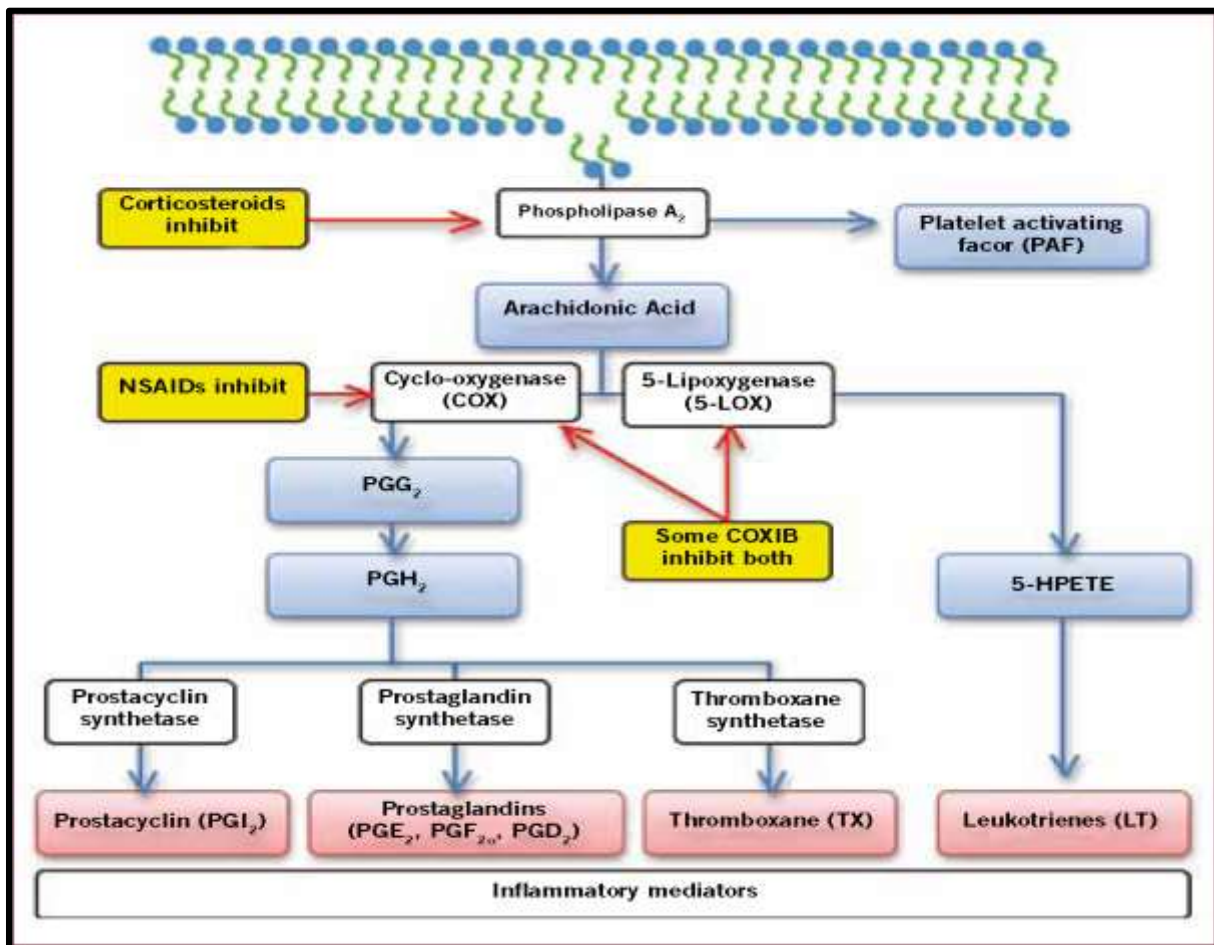 Corticosteroids
inhibit
Phospholipase A₂
Platelet activating
facor (PAF)
Arachidonic Acid
NSAIDs inhibit
Cyclo-oxygenase
(COX)
5-Lipoxygenase
(5-LOX)
PGG₂
Some COXIB
inhibit both
PGH₂
5-HPETE
Prostacyclin
synthetase
Prostaglandin
synthetase
Thromboxane
synthetase
Prostacyclin (PGI₂)
Prostaglandins
(PGE₂, PGF₂α, PGD₂)
Thromboxane (TX)
Leukotrienes (LT)
Inflammatory mediators